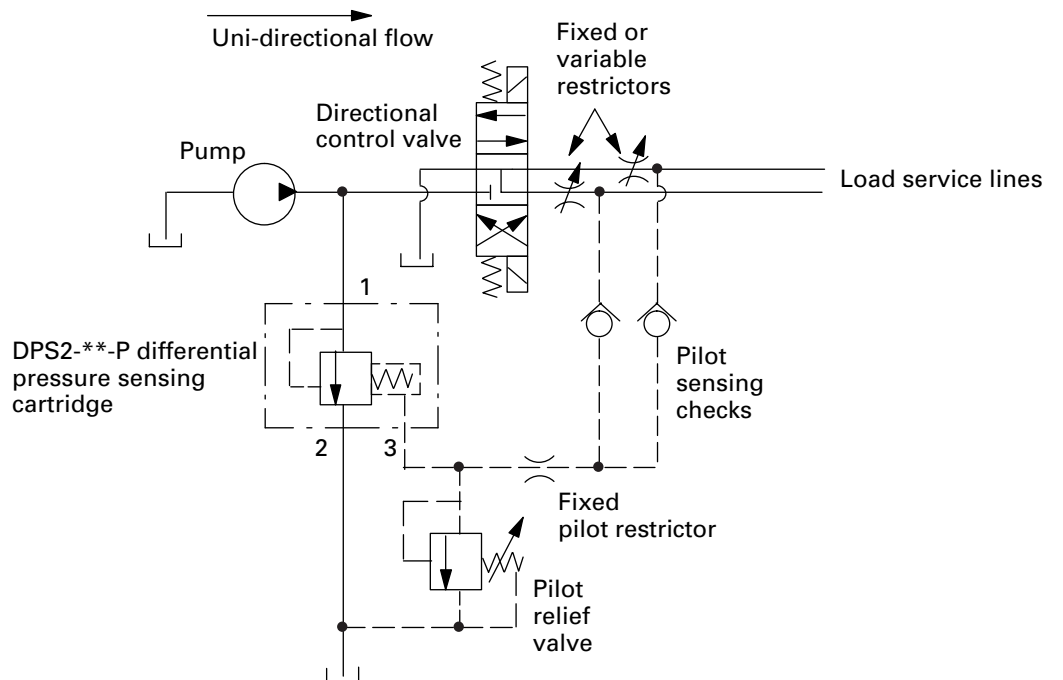 Uni-directional flow
Fixed or
variable
restrictors
Directional
control valve
Pump
Load service lines
1
DPS2-**-P differential
pressure sensing
cartridge
Pilot
sensing
checks
2
3
Fixed
pilot restrictor
Pilot
relief
valve